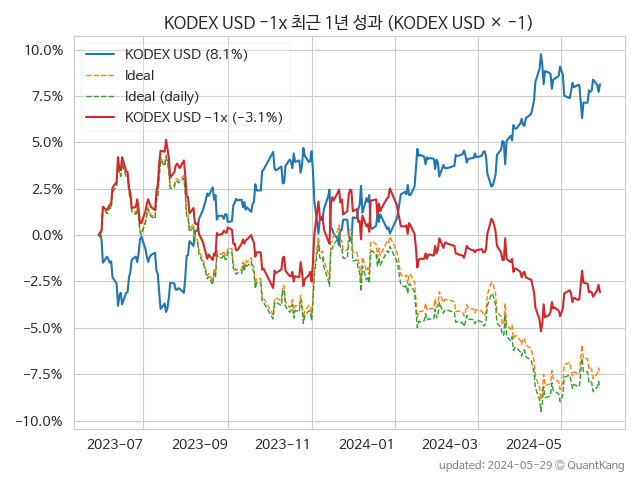 KODEX USD −1x 최근 1년 성과 (KODEX USD × −1)
KODEX USD (8.1%)
Ideal
Ideal (daily)
KODEX USD −1x (−3.1%)
10.0%
7.5%
5.0%
2.5%
0.0%
−2.5%
−5.0%
−7.5%
−10.0%
2023-07
2023-09
2023-11
2024-01
2024-03
2024-05
updated: 2024-05-29 © QuantKang